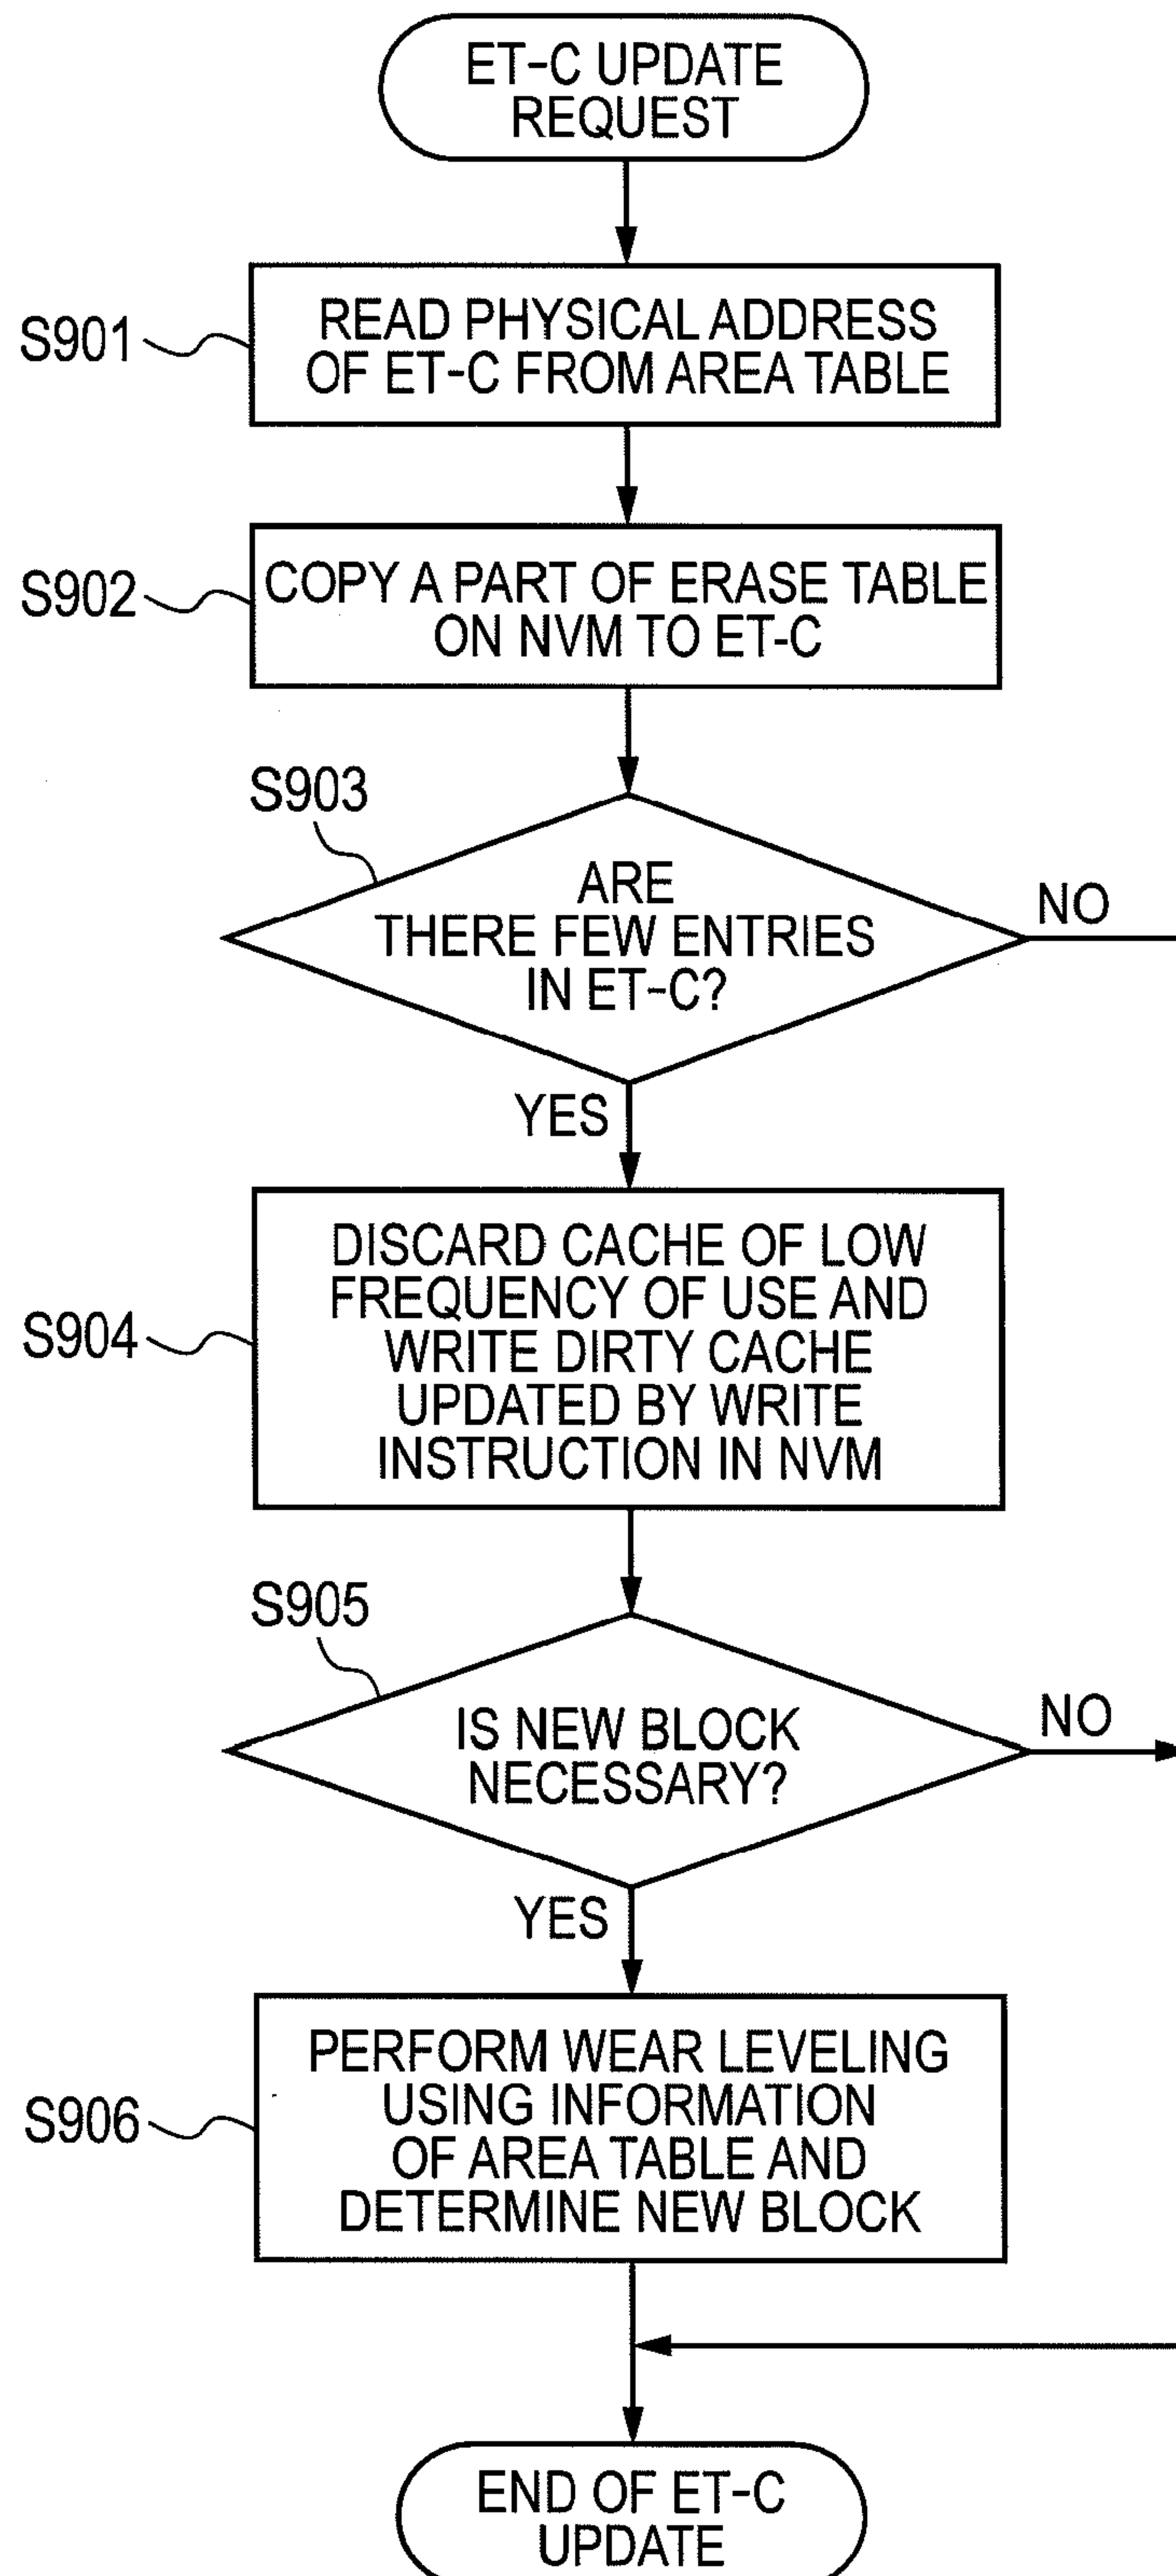 ET-C UPDATE
REQUEST
S901
READ PHYSICAL ADDRESS
OF ET-C FROM AREA TABLE
S902
COPY A PART OF ERASE TABLE
ON NVM TO ET-C
S903
ARE
THERE FEW ENTRIES
IN ET-C?
NO
YES
S904
DISCARD CACHE OF LOW
FREQUENCY OF USE AND
WRITE DIRTY CACHE
UPDATED BY WRITE
INSTRUCTION IN NVM
S905
IS NEW BLOCK
NECESSARY?
NO
YES
S906
PERFORM WEAR LEVELING
USING INFORMATION
OF AREA TABLE AND
DETERMINE NEW BLOCK
END OF ET-C
UPDATE